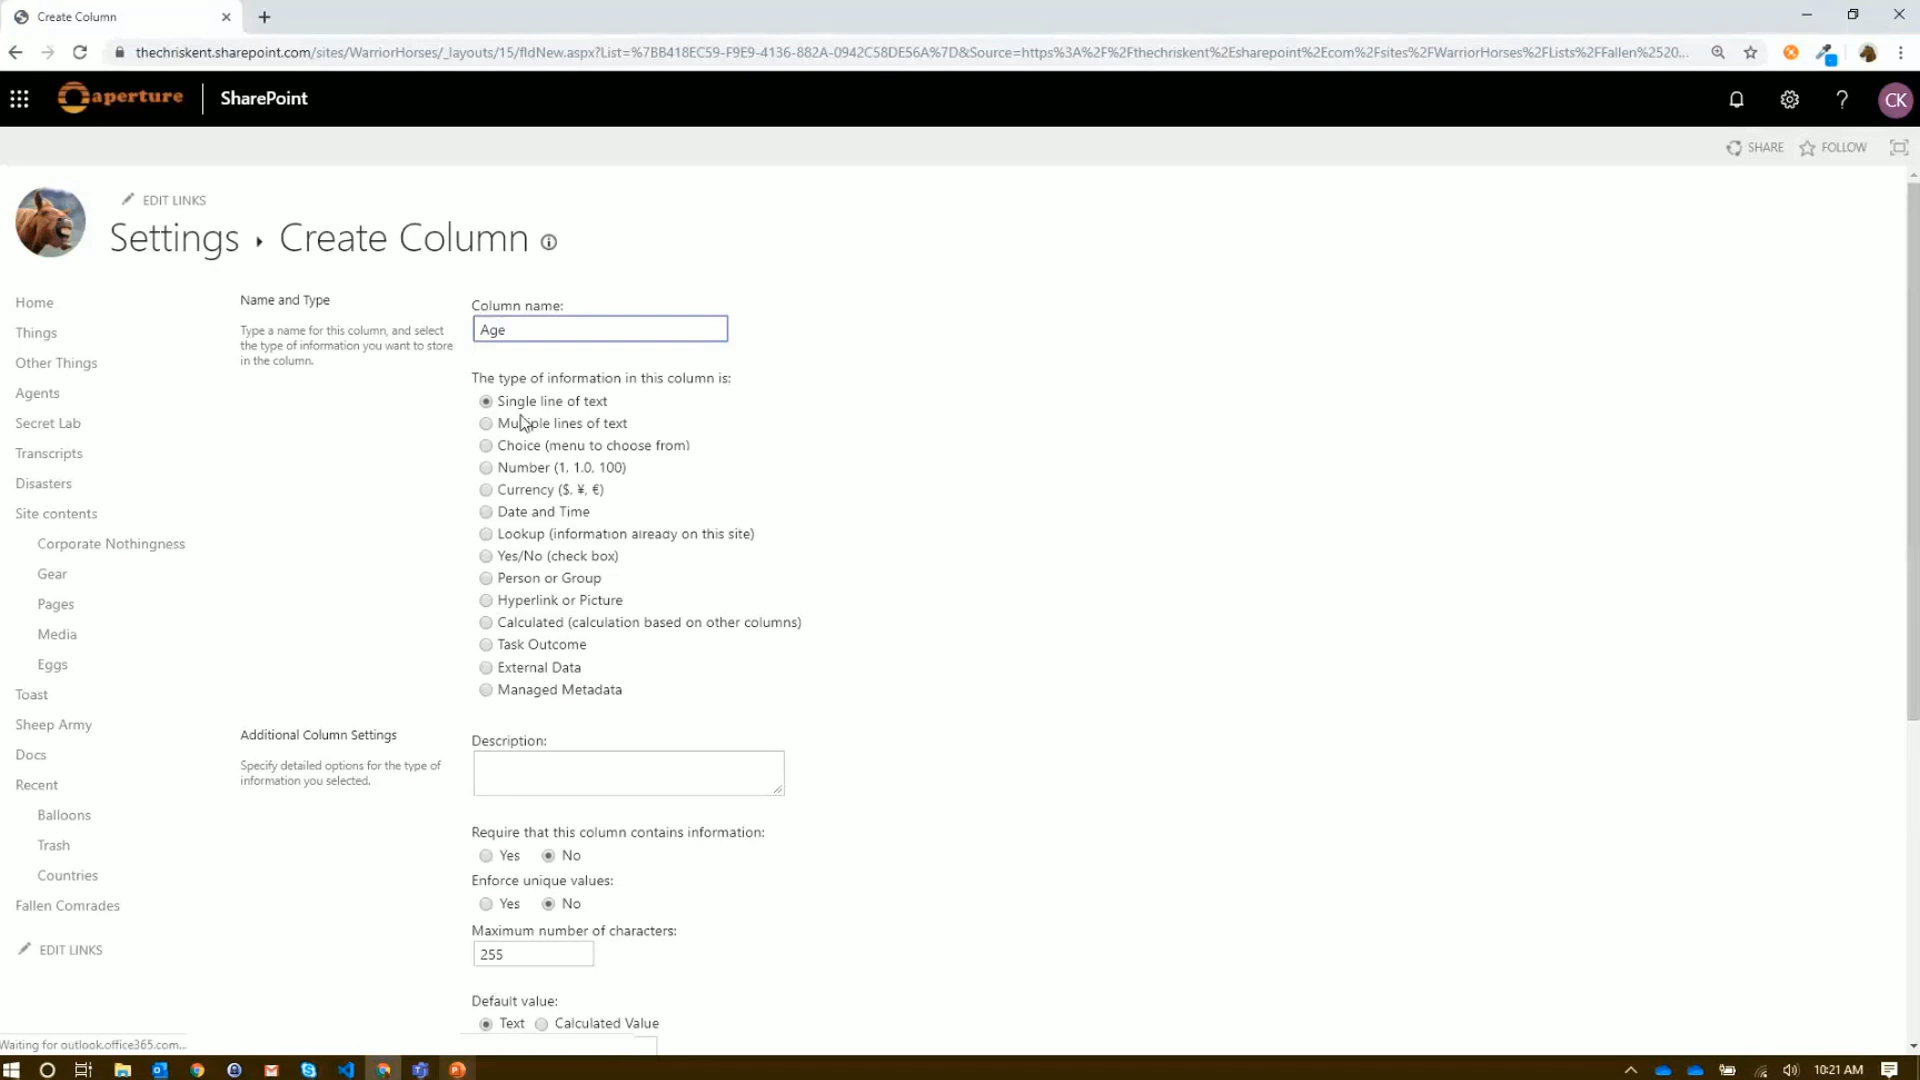 Create Column
thechriskent.sharepoint.com/sites/WarriorHorses/_layouts/15/fldNew.aspx?List=%7BB418EC59-F9E9-4136-882A-0942C58DE56A%7D&Source=https%3A%2F%2Fthechriskent%2Esharepoint%2Ecom%2Fsites%2FWarriorHorses%2FLists%2FFallen%2520...
aperture SharePoint CK
SHARE FOLLOW
EDIT LINKS
Settings ▸ Create Column
Home
Things
Other Things
Agents
Secret Lab
Transcripts
Disasters
Site contents
Corporate Nothingness
Gear
Pages
Media
Eggs
Toast
Sheep Army
Docs
Recent
Balloons
Trash
Countries
Fallen Comrades
EDIT LINKS
Name and Type
Type a name for this column, and select
the type of information you want to store
in the column.
Column name:
Age
The type of information in this column is:
Single line of text
Multiple lines of text
Choice (menu to choose from)
Number (1, 1.0, 100)
Currency ($, ¥, €)
Date and Time
Lookup (information already on this site)
Yes/No (check box)
Person or Group
Hyperlink or Picture
Calculated (calculation based on other columns)
Task Outcome
External Data
Managed Metadata
Additional Column Settings
Specify detailed options for the type of
information you selected.
Description:
Require that this column contains information:
Yes No
Enforce unique values:
Yes No
Maximum number of characters:
255
Default value:
Text Calculated Value
Waiting for outlook.office365.com...
10:21 AM